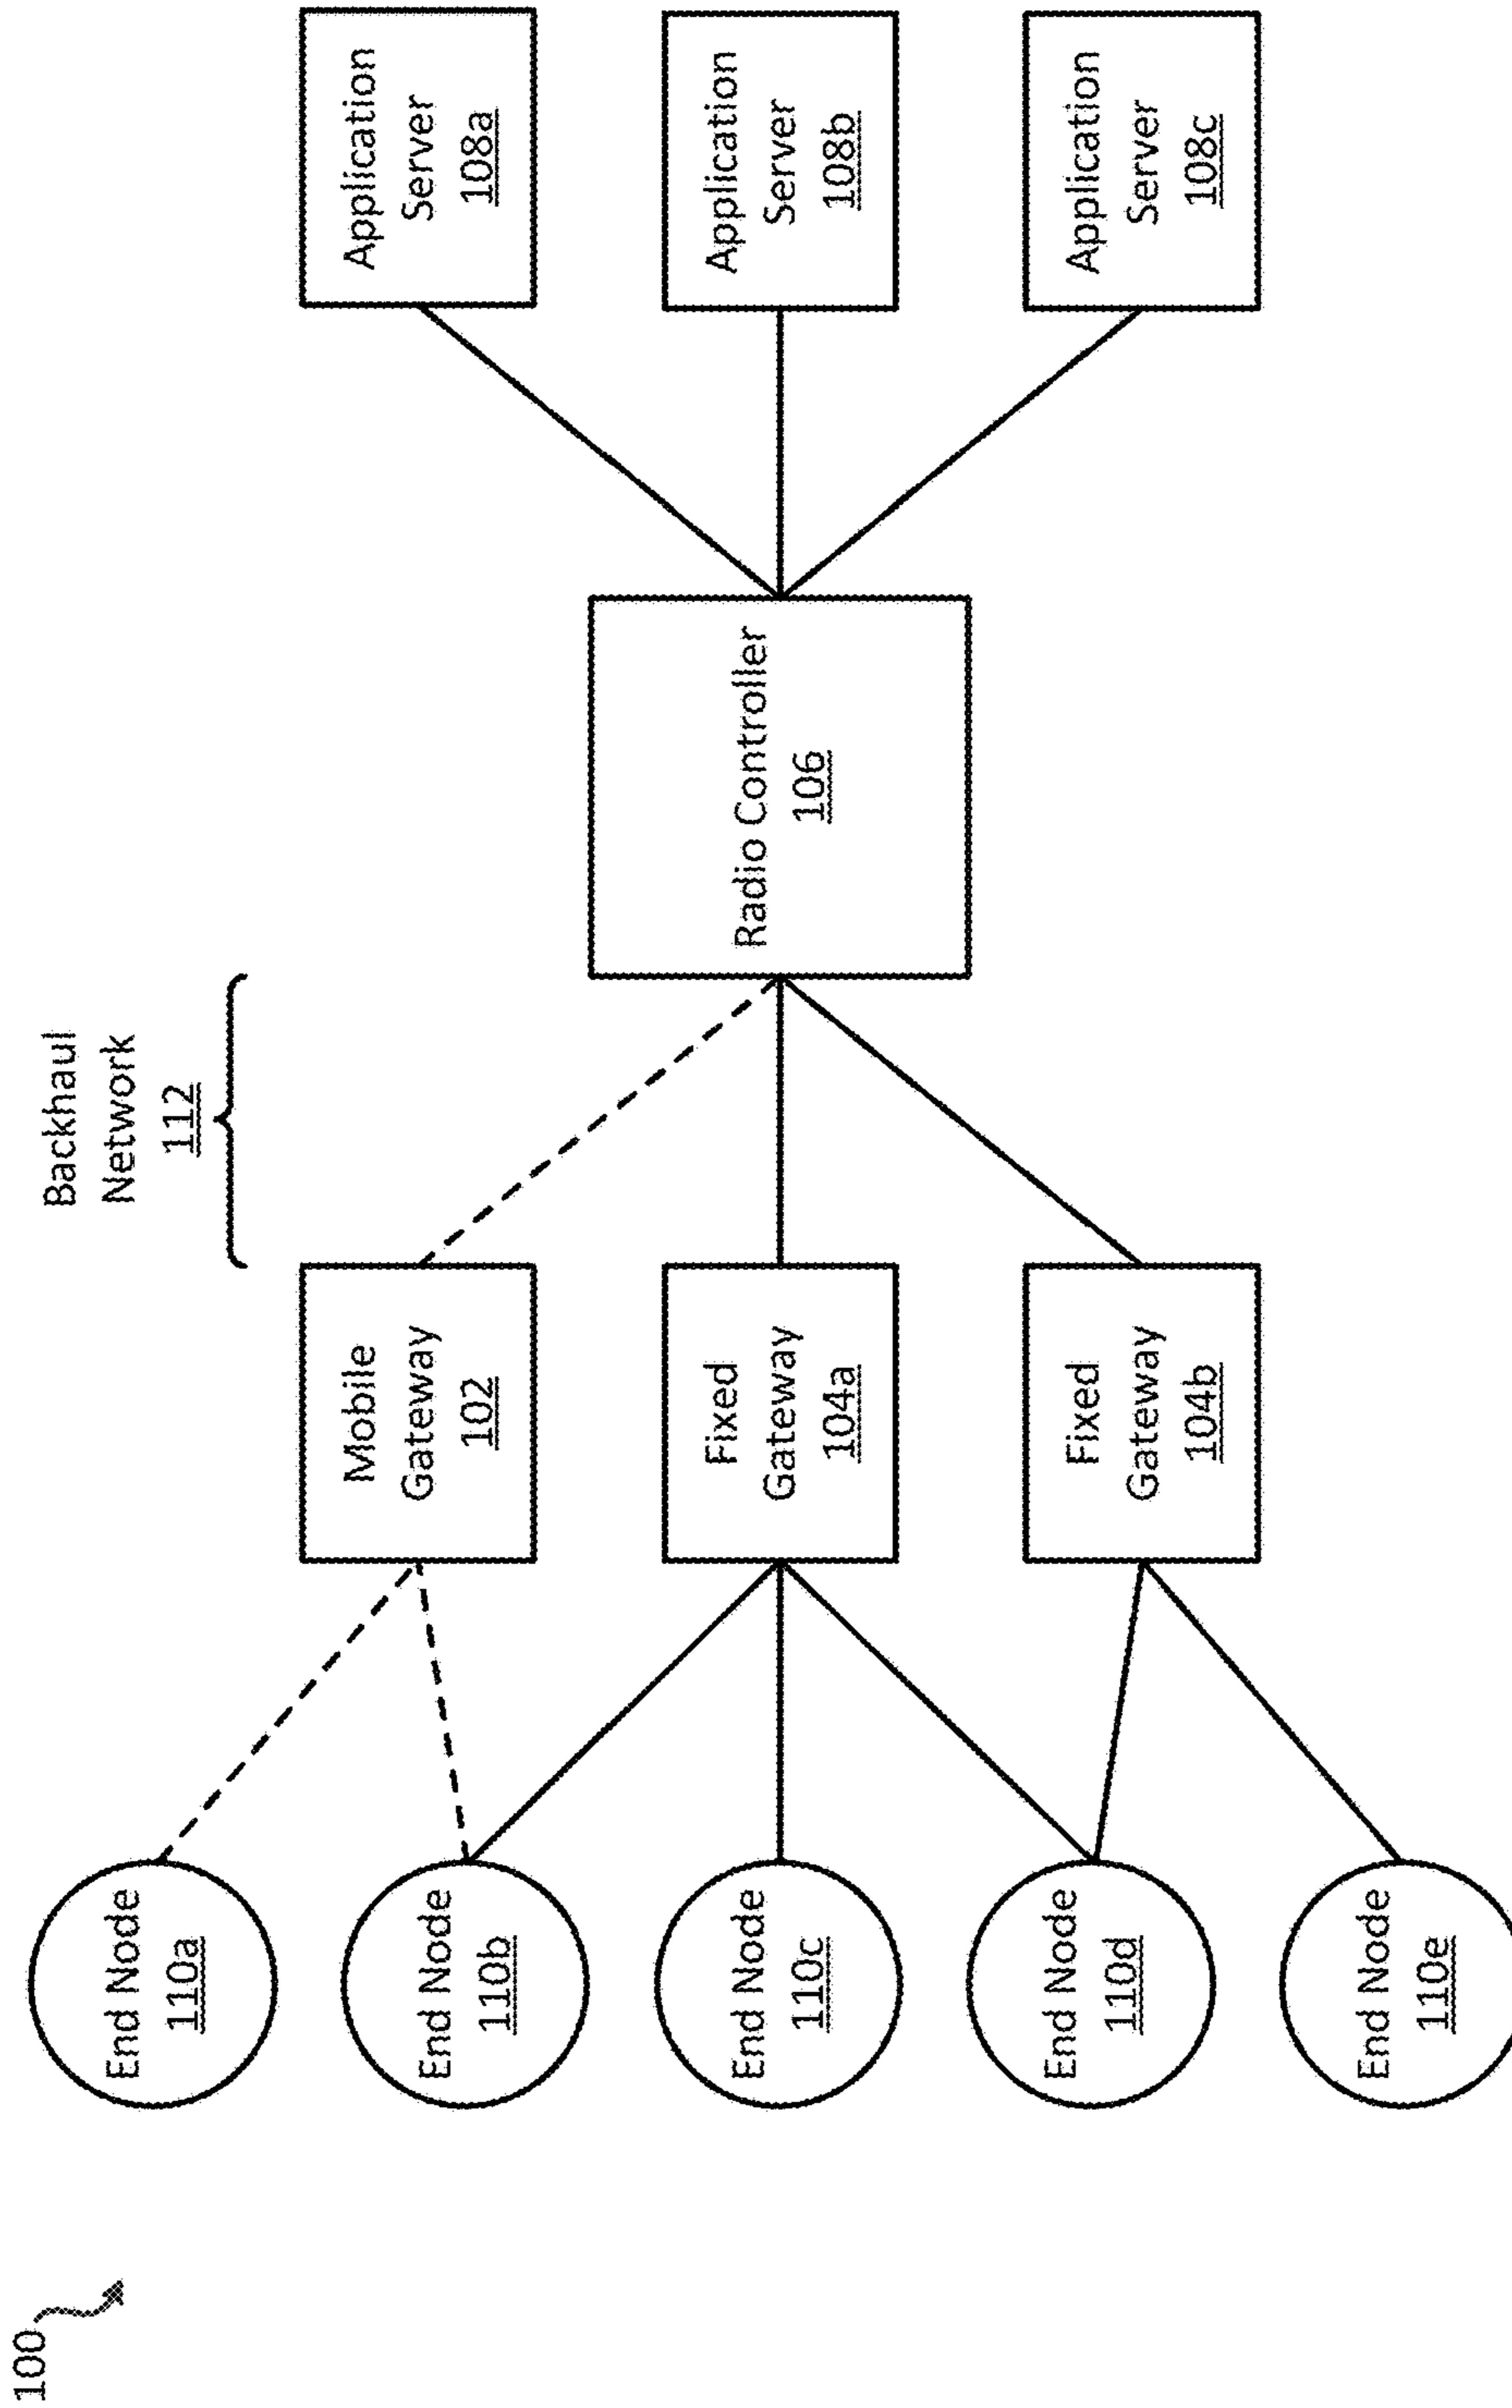 100
Backhaul
Network
112
End Node
110a
End Node
110b
End Node
110c
End Node
110d
End Node
110e
Mobile
Gateway
102
Fixed
Gateway
104a
Fixed
Gateway
104b
Radio Controller
106
Application
Server
108a
Application
Server
108b
Application
Server
108c